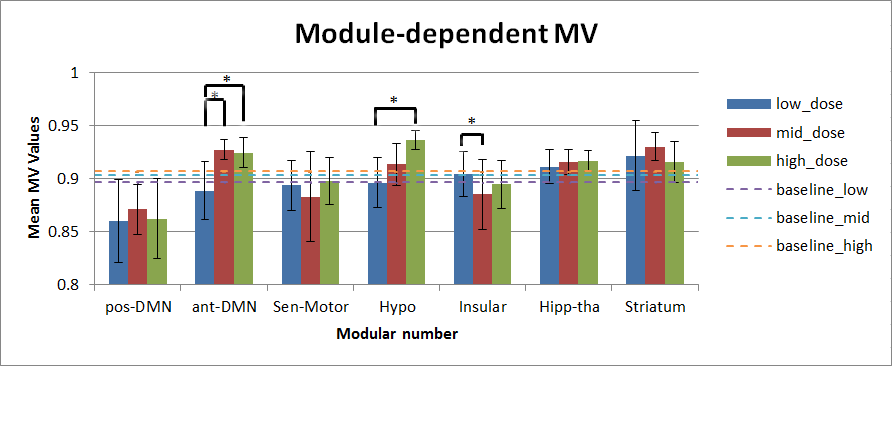 Module-dependent MV
Mean MV Values
1
0.95
0.9
0.85
0.8
*
*
*
*
pos-DMN
ant-DMN
Sen-Motor
Hypo
Insular
Hipp-tha
Striatum
Modular number
low_dose
mid_dose
high_dose
baseline_low
baseline_mid
baseline_high